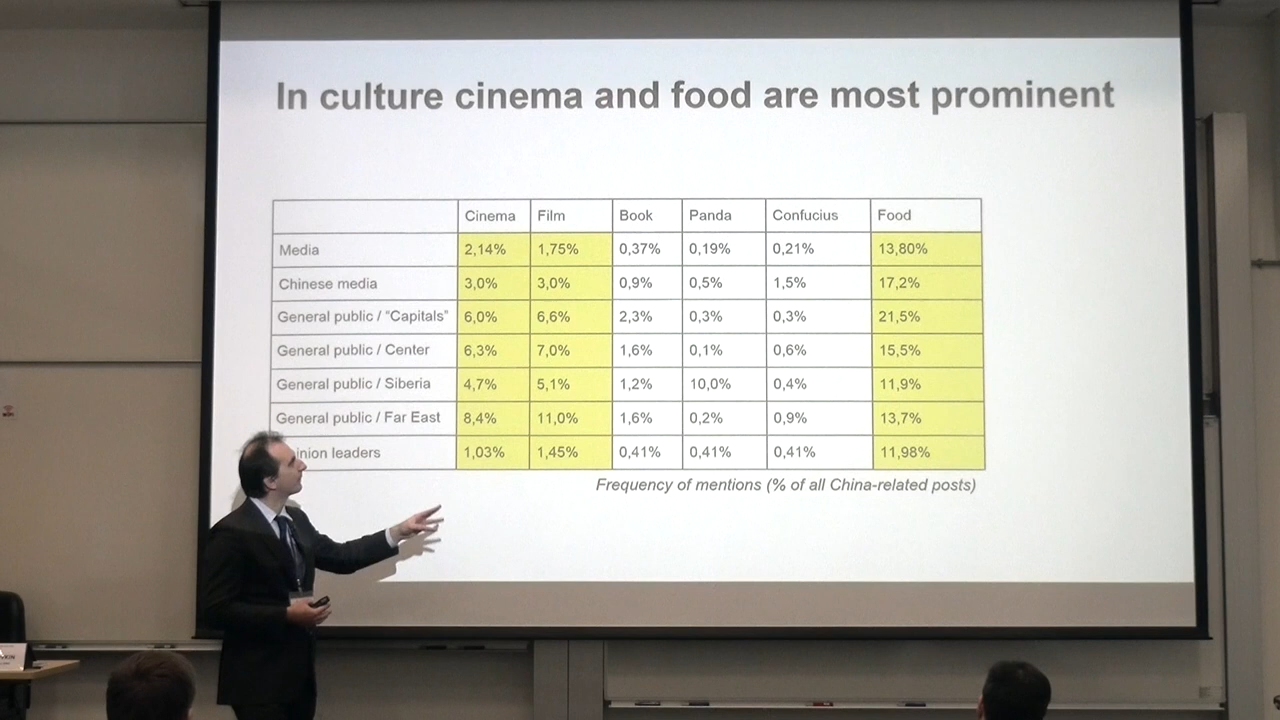 In culture cinema and food are most prominent
Cinema Film Book Panda Confucius Food
Media 2,14% 1,75% 0,37% 0,19% 0,21% 13,80%
Chinese media 3,0% 3,0% 0,9% 0,5% 1,5% 17,2%
General public / “Capitals” 6,0% 6,6% 2,3% 0,3% 0,3% 21,5%
General public / Center 6,3% 7,0% 1,6% 0,1% 0,6% 15,5%
General public / Siberia 4,7% 5,1% 1,2% 10,0% 0,4% 11,9%
General public / Far East 8,4% 11,0% 1,6% 0,2% 0,9% 13,7%
leaders 1,03% 1,45% 0,41% 0,41% 0,41% 11,98%
Frequency of mentions (% of all China-related posts)